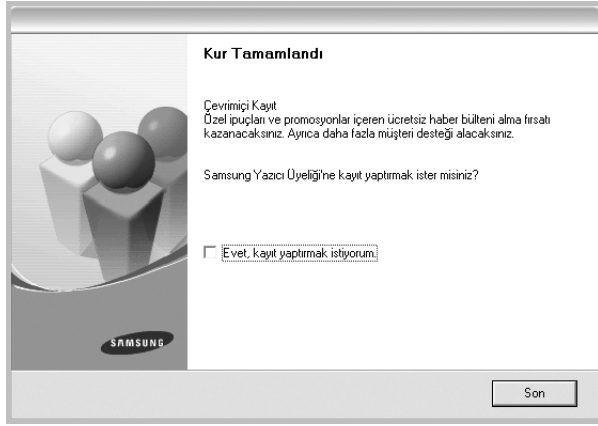 Kur Tamamlandı
Çevrimiçi Kayıt
Özel ipuçları ve promosyonlar içeren ücretsiz haber bülteni alma fırsatı
kazanacaksınız. Ayrıca daha fazla müşteri desteği alacaksınız.
Samsung Yazıcı Üyeliği'ne kayıt yaptırmak ister misiniz?
Evet, kayıt yaptırmak istiyorum.
SAMSUNG
Son